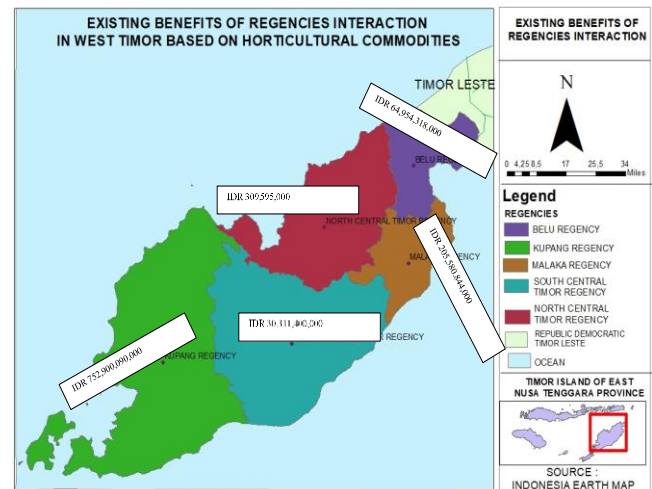 EXISTING BENEFITS OF REGENCIES INTERACTION
IN WEST TIMOR BASED ON HORTICULTURAL COMMODITIES
TIMOR LESTE
IDR 64,954,318,000
BELU RE
IDR 309,595,000
NORTH CENTRAL TIMOR REGENCY
MALA GENCY
IDR 205,580,844,000
IDR 30,311,400,000
R REGENCY
KUPANG REGENCY
IDR 752,900,090,000
EXISTING BENEFITS OF
REGENCIES INTERACTION
N
0 4,25 8,5 17 25,5 34
Miles
Legend
REGENCIES
BELU REGENCY
KUPANG REGENCY
MALAKA REGENCY
SOUTH CENTRAL
TIMOR REGENCY
NORTH CENTRAL
TIMOR REGENCY
REPUBLIC DEMOCRATIC
TIMOR LESTE
OCEAN
TIMOR ISLAND OF EAST
NUSA TENGGARA PROVINCE
SOURCE :
INDONESIA EARTH MAP